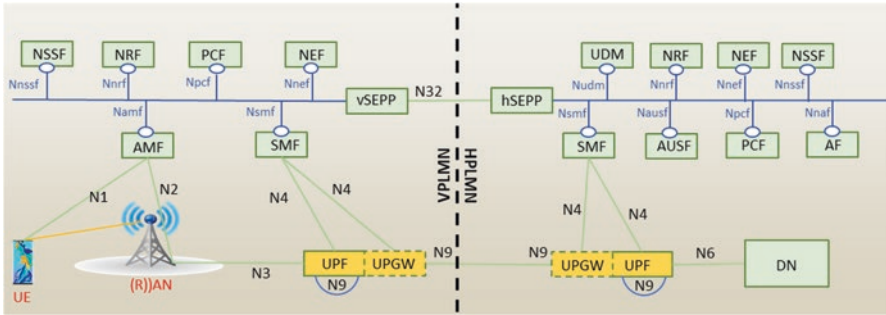 NSSF NRF PCF NEF UDM NRF NEF NSSF
Nnssf Nnrf Npcf Nnef Nudm Nnrf Nnef Nnssf
vSEPP N32 hSEPP
Namf Nsmf Nsmf Nausf Npcf Nnaf
AMF SMF SMF AUSF PCF AF
VPLMN
HPLMN
N1 N2 N4 N4 N4 N4
N3 UPF UPGW N9 N9 UPGW UPF N6 DN
N9 N9
UE (R))AN